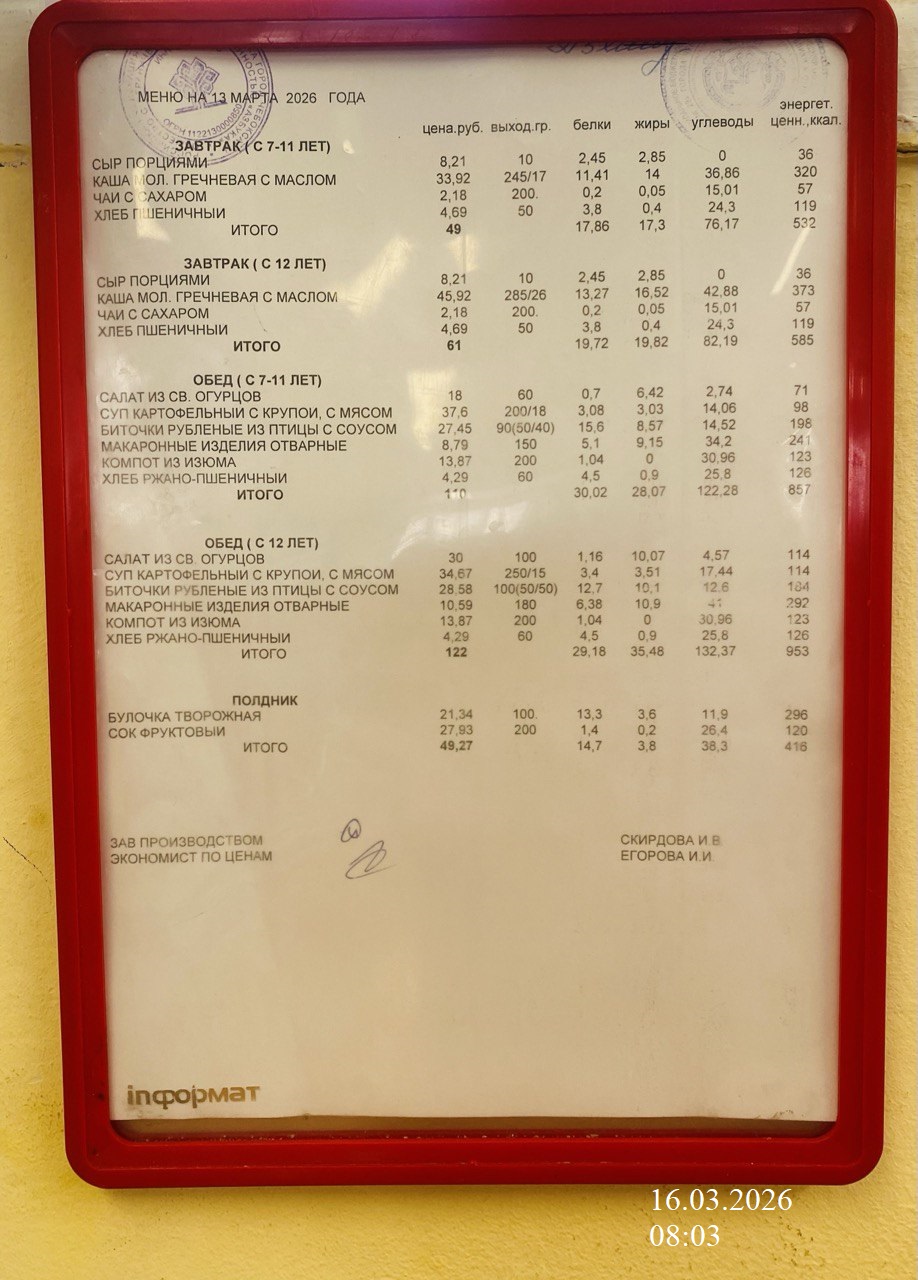 МЕНЮ НА 13 МАРТА 2026 ГОДА
цена.руб. выход.гр. белки жиры углеводы энергет. ценн.,ккал.
ЗАВТРАК ( С 7-11 ЛЕТ)
СЫР ПОРЦИЯМИ 8,21 10 2,45 2,85 0 36
КАША МОЛ. ГРЕЧНЕВАЯ С МАСЛОМ 33,92 245/17 11,41 14 36,86 320
ЧАЙ С САХАРОМ 2,18 200. 0,2 0,05 15,01 57
ХЛЕБ ПШЕНИЧНЫЙ 4,69 50 3,8 0,4 24,3 119
ИТОГО 49 17,86 17,3 76,17 532
ЗАВТРАК ( С 12 ЛЕТ)
СЫР ПОРЦИЯМИ 8,21 10 2,45 2,85 0 36
КАША МОЛ. ГРЕЧНЕВАЯ С МАСЛОМ 45,92 285/26 13,27 16,52 42,88 373
ЧАЙ С САХАРОМ 2,18 200. 0,2 0,05 15,01 57
ХЛЕБ ПШЕНИЧНЫЙ 4,69 50 3,8 0,4 24,3 119
ИТОГО 61 19,72 19,82 82,19 585
ОБЕД ( С 7-11 ЛЕТ)
САЛАТ ИЗ СВ. ОГУРЦОВ 18 60 0,7 6,42 2,74 71
СУП КАРТОФЕЛЬНЫЙ С КРУПОЙ, С МЯСОМ 37,6 200/18 3,08 3,03 14,06 98
БИТОЧКИ РУБЛЕНЫЕ ИЗ ПТИЦЫ С СОУСОМ 27,45 90(50/40) 15,6 8,57 14,52 198
МАКАРОННЫЕ ИЗДЕЛИЯ ОТВАРНЫЕ 8,79 150 5,1 9,15 34,2 241
КОМПОТ ИЗ ИЗЮМА 13,87 200 1,04 0 30,96 123
ХЛЕБ РЖАНО-ПШЕНИЧНЫЙ 4,29 60 4,5 0,9 25,8 126
ИТОГО 110 30,02 28,07 122,28 857
ОБЕД ( С 12 ЛЕТ)
САЛАТ ИЗ СВ. ОГУРЦОВ 30 100 1,16 10,07 4,57 114
СУП КАРТОФЕЛЬНЫЙ С КРУПОЙ, С МЯСОМ 34,67 250/15 3,4 3,51 17,44 114
БИТОЧКИ РУБЛЕНЫЕ ИЗ ПТИЦЫ С СОУСОМ 28,58 100(50/50) 12,7 10,1 12,6 184
МАКАРОННЫЕ ИЗДЕЛИЯ ОТВАРНЫЕ 10,59 180 6,38 10,9 41 292
КОМПОТ ИЗ ИЗЮМА 13,87 200 1,04 0 30,96 123
ХЛЕБ РЖАНО-ПШЕНИЧНЫЙ 4,29 60 4,5 0,9 25,8 126
ИТОГО 122 29,18 35,48 132,37 953
ПОЛДНИК
БУЛОЧКА ТВОРОЖНАЯ 21,34 100. 13,3 3,6 11,9 296
СОК ФРУКТОВЫЙ 27,93 200 1,4 0,2 26,4 120
ИТОГО 49,27 14,7 3,8 38,3 416
ЗАВ ПРОИЗВОДСТВОМ СКИРДОВА И.В.
ЭКОНОМИСТ ПО ЦЕНАМ ЕГОРОВА И.И.
inформат
16.03.2026
08:03